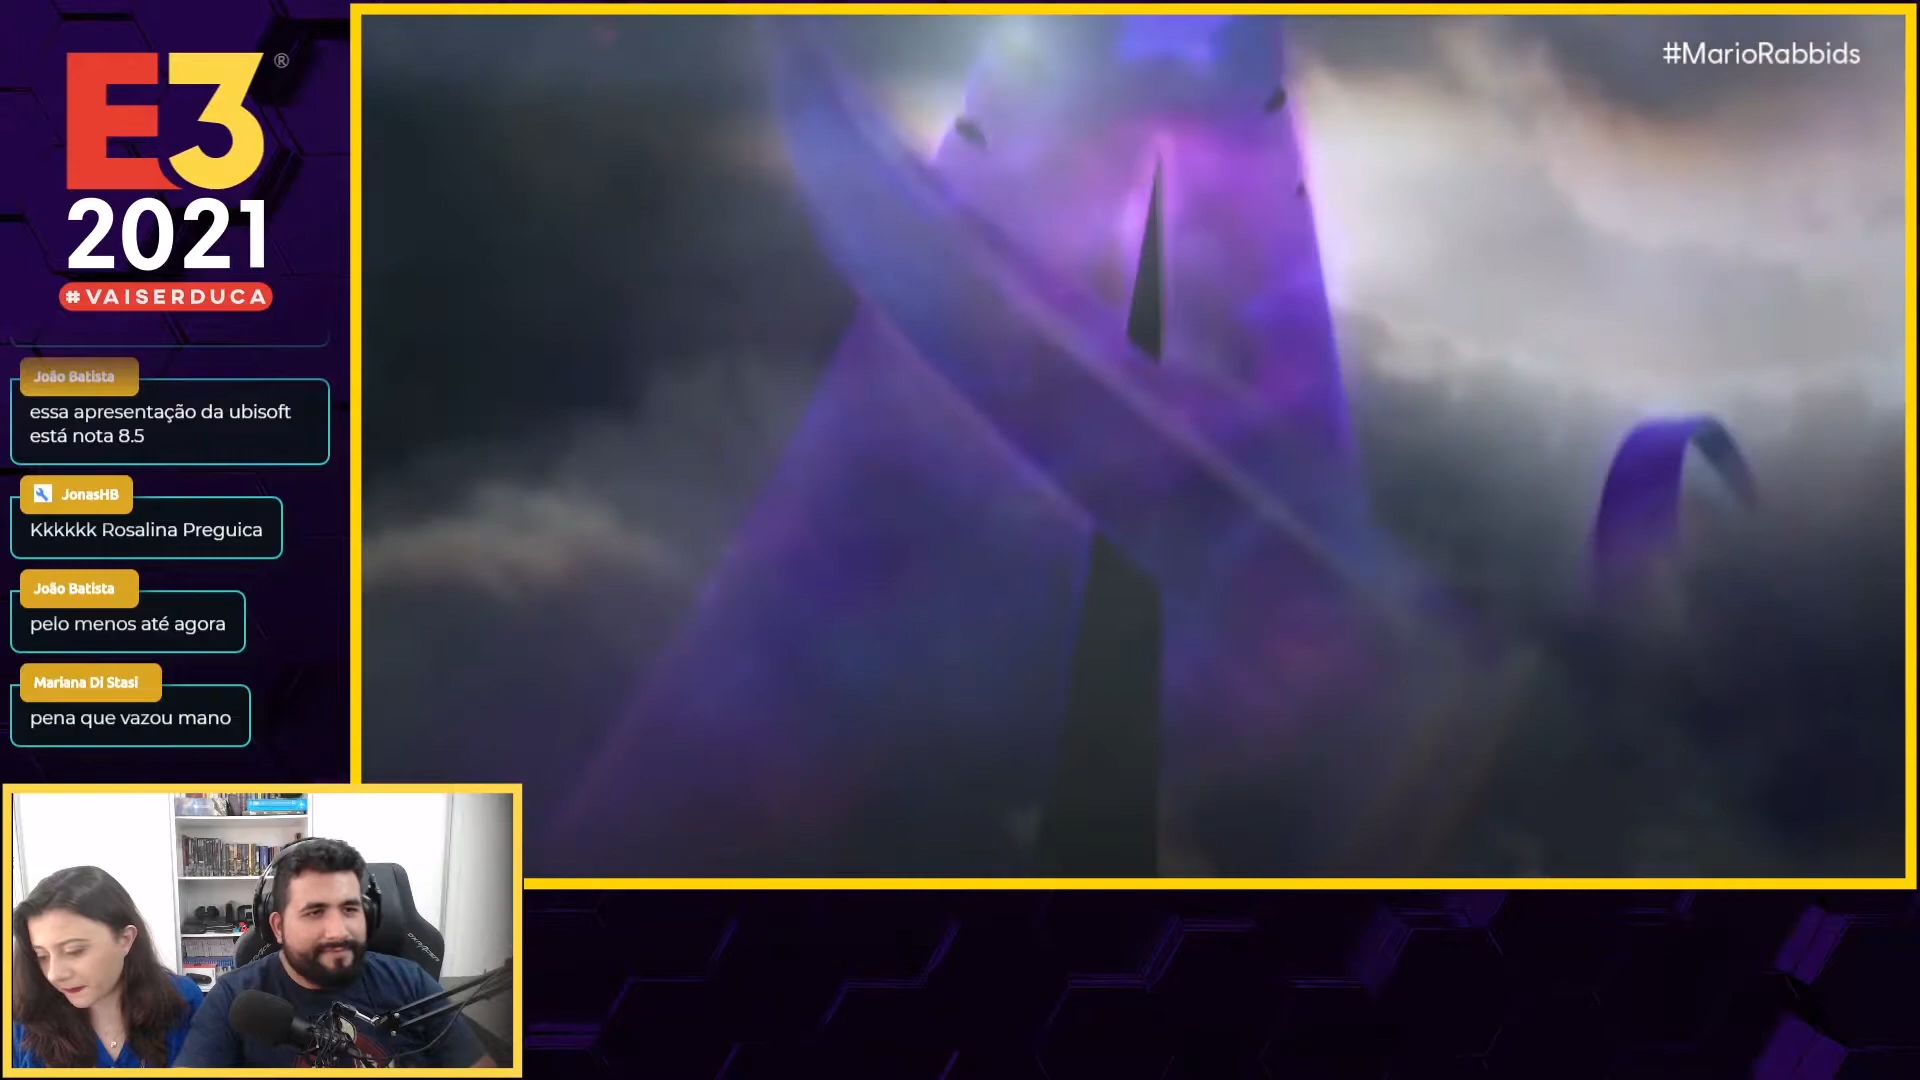 E3®
2021
#VAISERDUCA
#MarioRabbids
João Batista
essa apresentação da ubisoft
está nota 8.5
JonasHB
Kkkkkk Rosalina Preguica
João Batista
pelo menos até agora
Mariana Di Stasi
pena que vazou mano